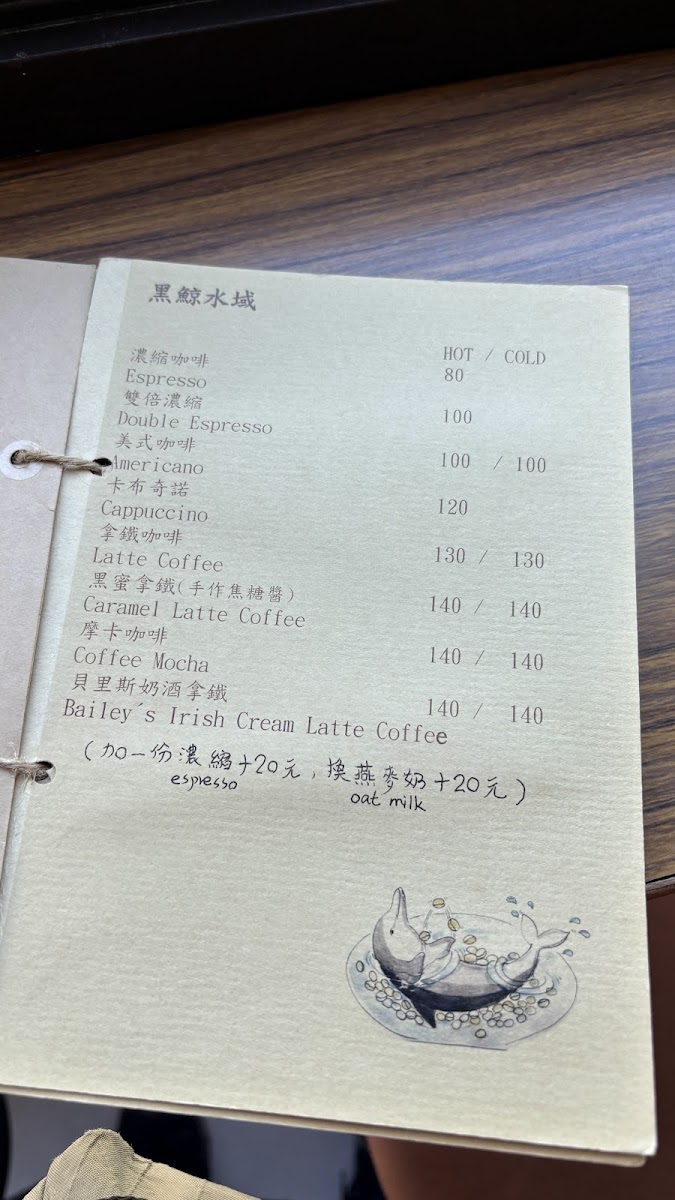 黑鯨水域
HOT / COLD
濃縮咖啡
Espresso 80
雙倍濃縮
Double Espresso 100
美式咖啡
Americano 100 / 100
卡布奇諾
Cappuccino 120
拿鐵咖啡
Latte Coffee 130 / 130
黑蜜拿鐵(手作焦糖醬)
Caramel Latte Coffee 140 / 140
摩卡咖啡
Coffee Mocha 140 / 140
貝里斯奶酒拿鐵
Bailey´s Irish Cream Latte Coffee 140 / 140
(加一份濃縮+20元，換燕麥奶+20元)
espresso oat milk